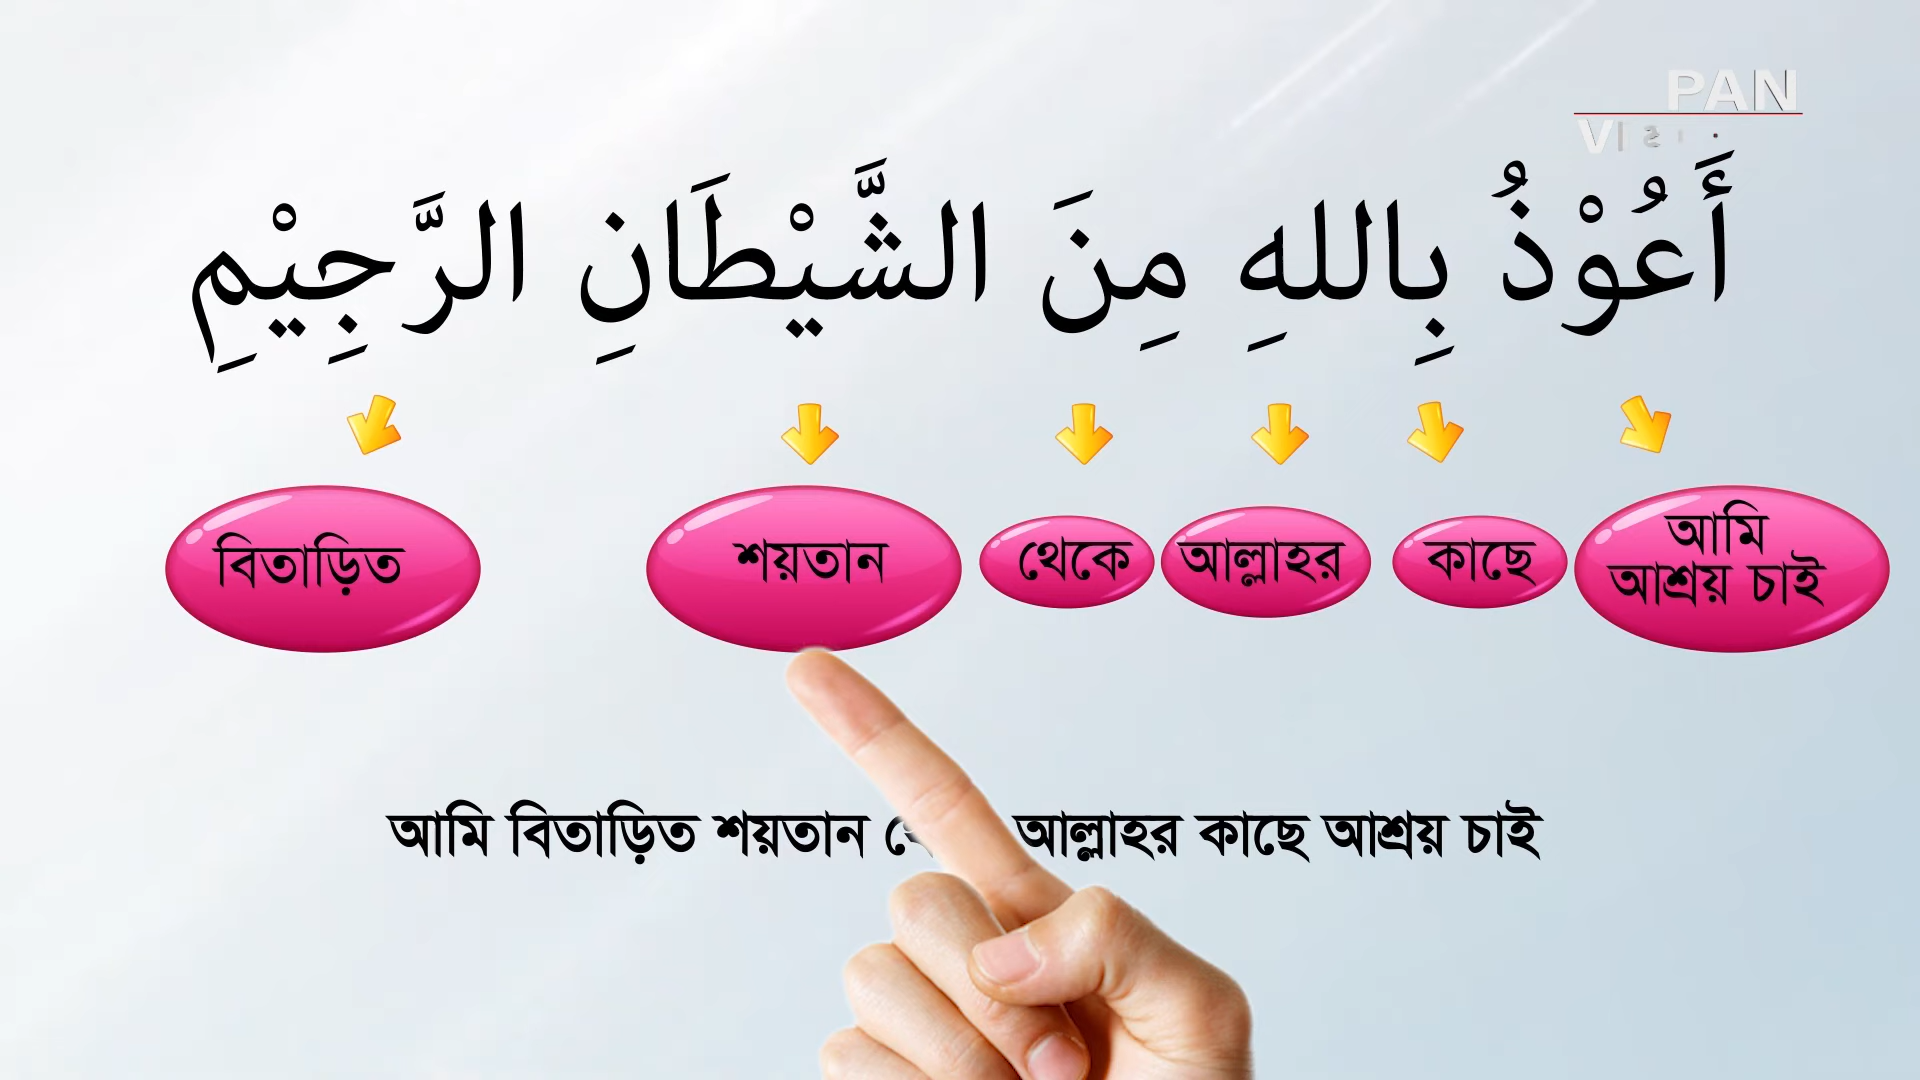 PAN
أَعُوْذُ بِاللهِ مِنَ الشَّيْطَانِ الرَّجِيْمِ
বিতাড়িত শয়তান থেকে আল্লাহর কাছে আমি
আশ্রয় চাই
আমি বিতাড়িত শয়তান আল্লাহর কাছে আশ্রয় চাই